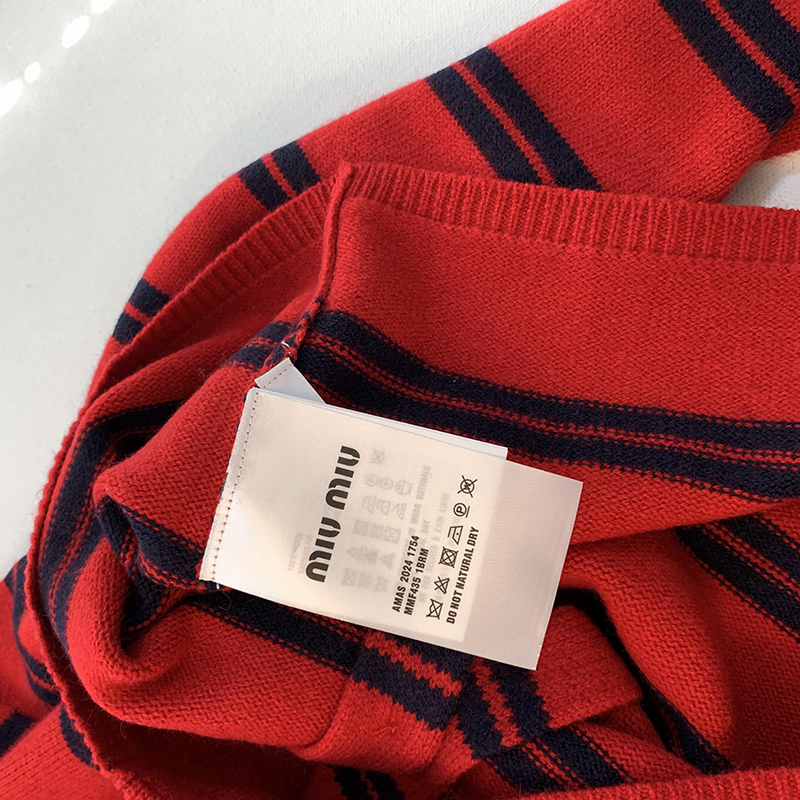 miu miu
AMAS 2024 1754
MMF435 1BRM
DO NOT NATURAL DRY